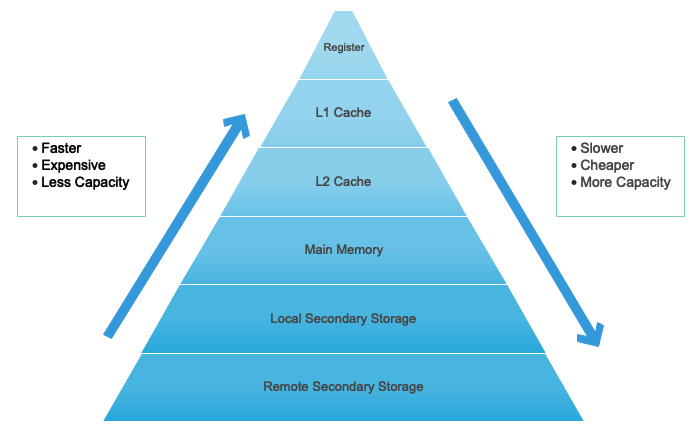 Register
L1 Cache
• Faster
• Expensive
• Less Capacity
• Slower
• Cheaper
• More Capacity
L2 Cache
Main Memory
Local Secondary Storage
Remote Secondary Storage